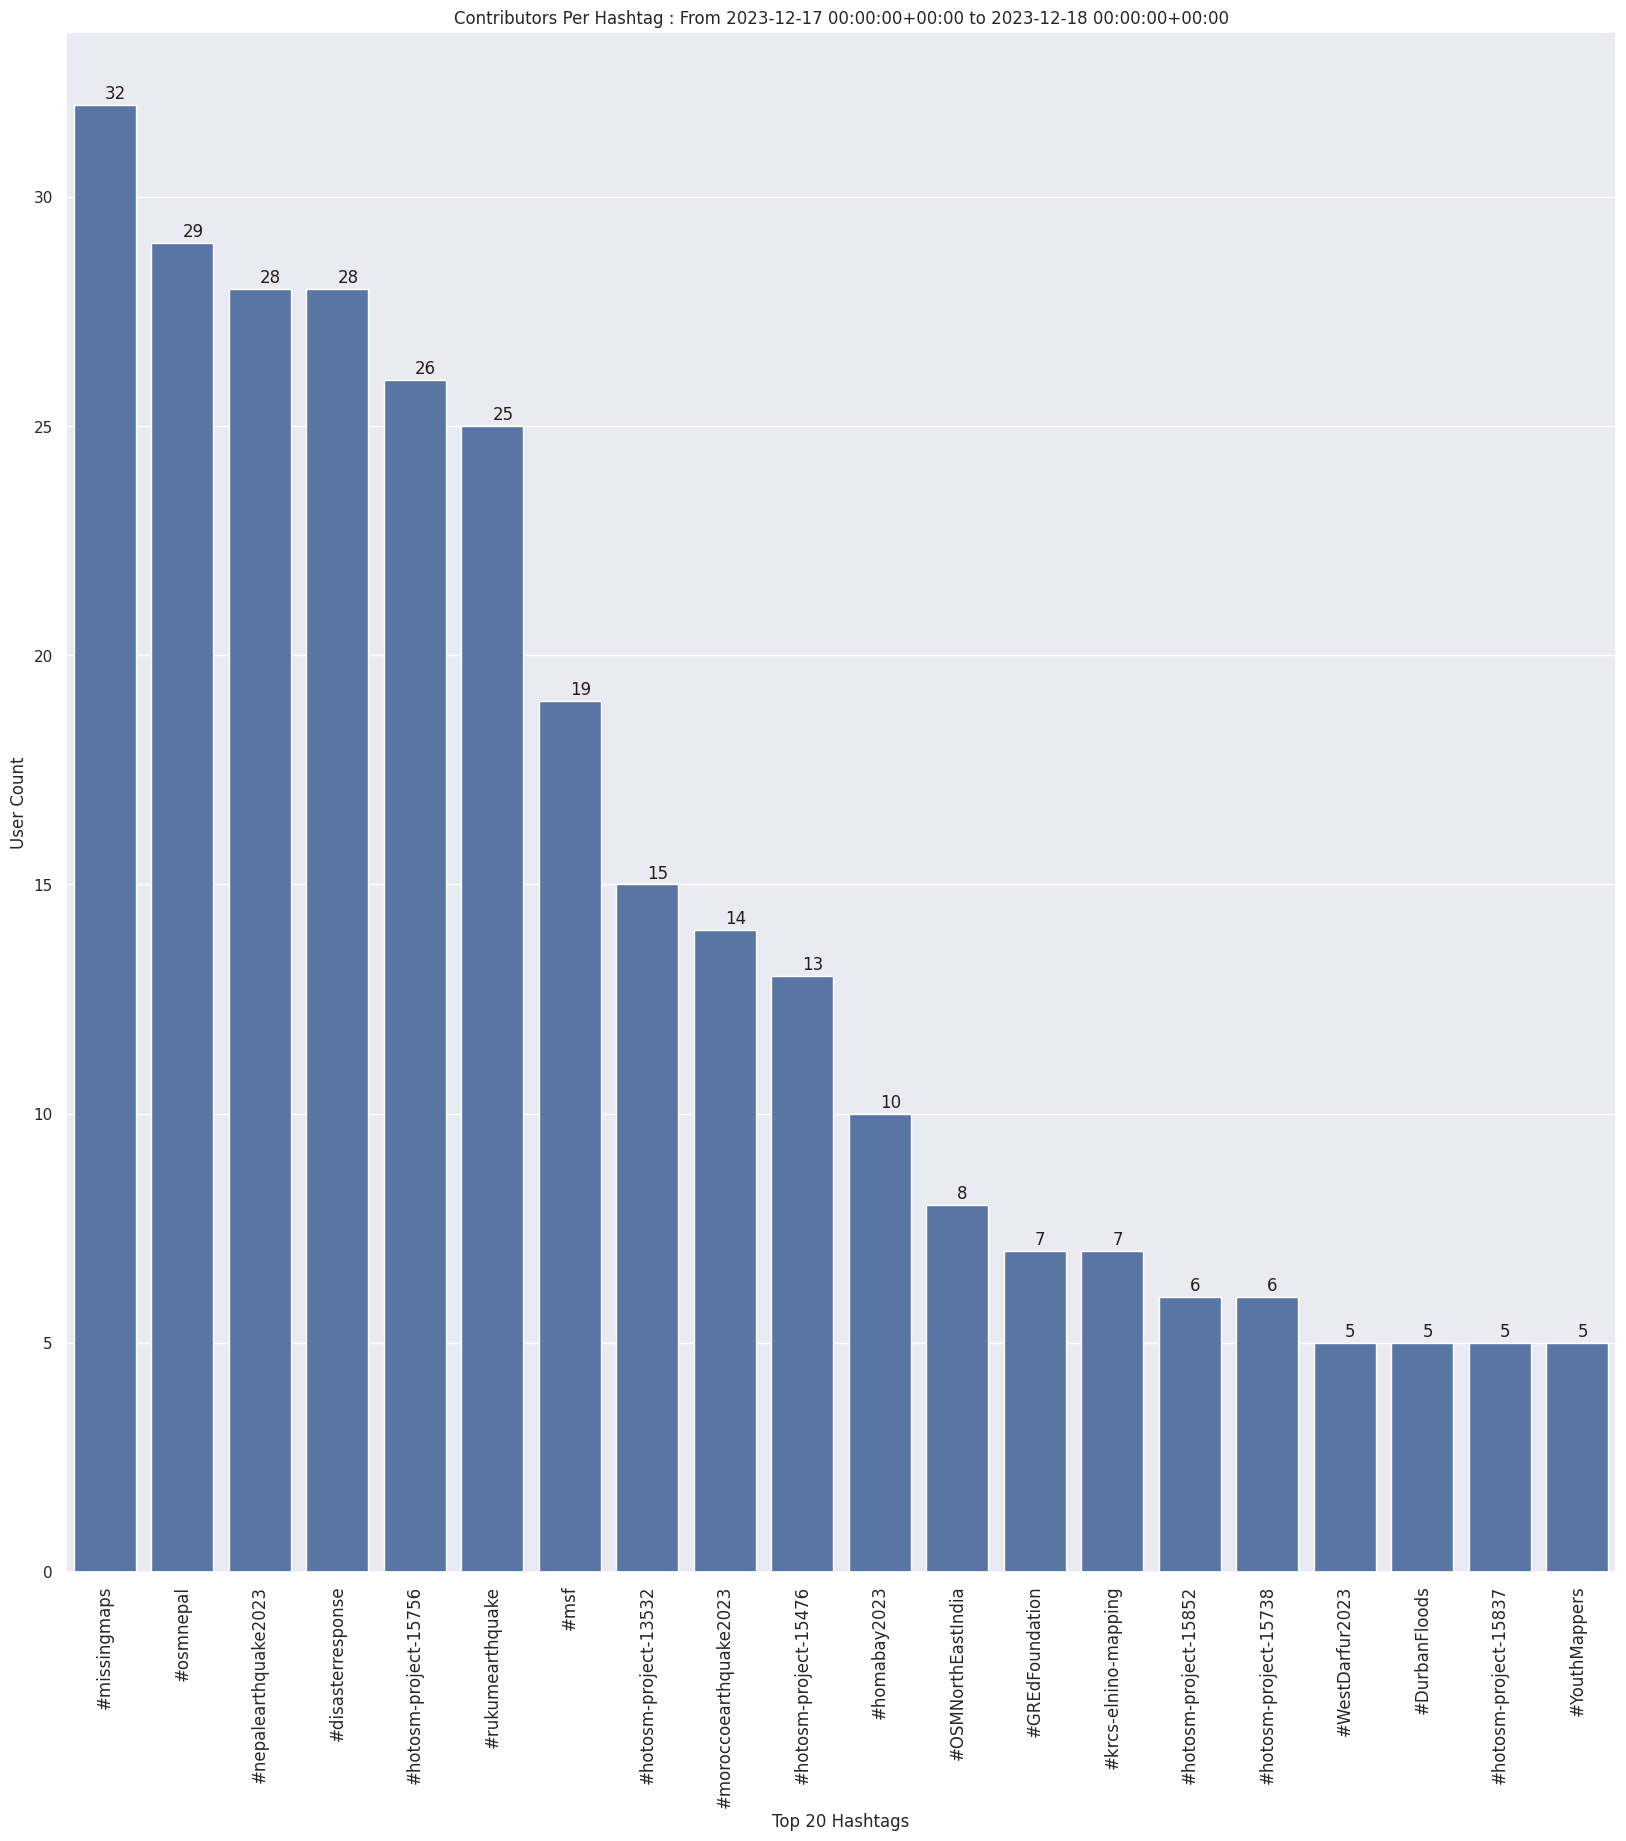 Contributors Per Hashtag : From 2023-12-17 00:00:00+00:00 to 2023-12-18 00:00:00+00:00
User Count
30
25
20
15
10
5
0
32
29
28
28
26
25
19
15
14
13
10
8
7
7
6
6
5
5
5
5
#missingmaps
#osmnepal
#nepalearthquake2023
#disasterresponse
#hotosm-project-15756
#rukumearthquake
#msf
#hotosm-project-13532
#moroccoearthquake2023
#hotosm-project-15476
#homabay2023
#OSMNorthEastIndia
#GREdFoundation
#krcs-elnino-mapping
#hotosm-project-15852
#hotosm-project-15738
#WestDarfur2023
#DurbanFloods
#hotosm-project-15837
#YouthMappers
Top 20 Hashtags